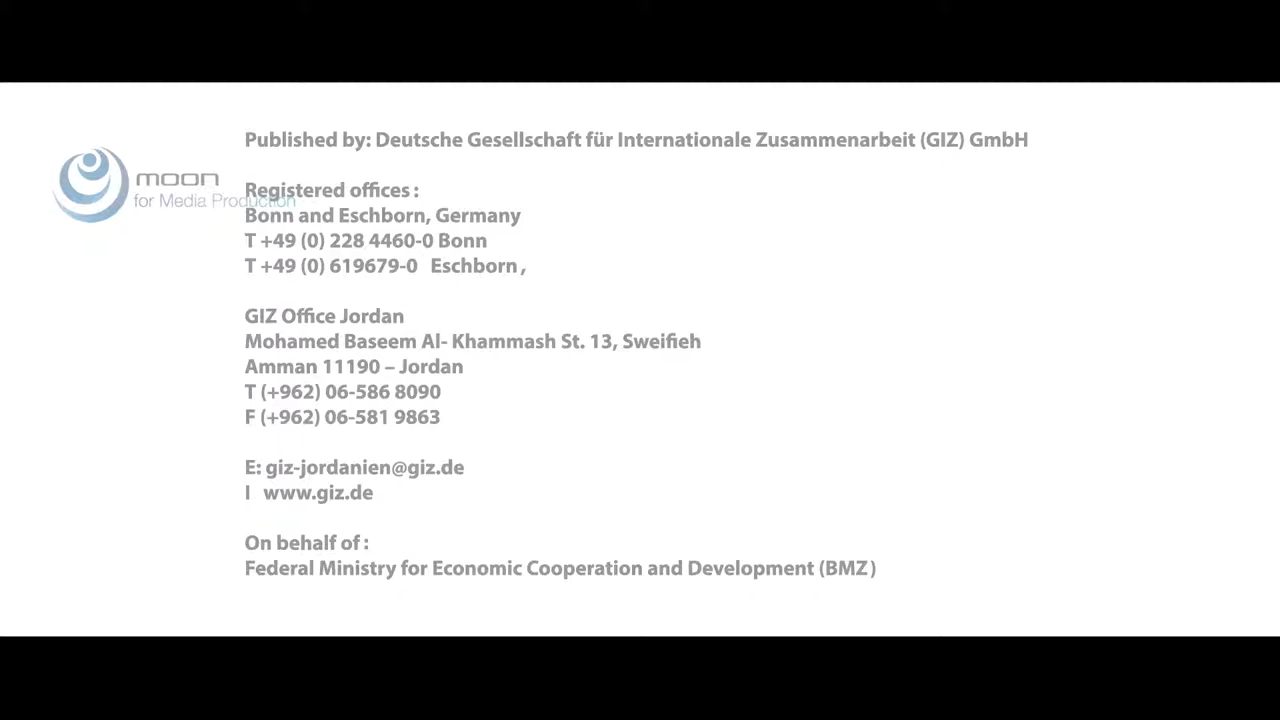 Published by: Deutsche Gesellschaft für Internationale Zusammenarbeit (GIZ) GmbH
moon
for Media Production
Registered offices :
Bonn and Eschborn, Germany
T +49 (0) 228 4460-0 Bonn
T +49 (0) 619679-0 Eschborn ,
GIZ Office Jordan
Mohamed Baseem Al- Khammash St. 13, Sweifieh
Amman 11190 – Jordan
T (+962) 06-586 8090
F (+962) 06-581 9863
E: giz-jordanien@giz.de
I www.giz.de
On behalf of :
Federal Ministry for Economic Cooperation and Development (BMZ)